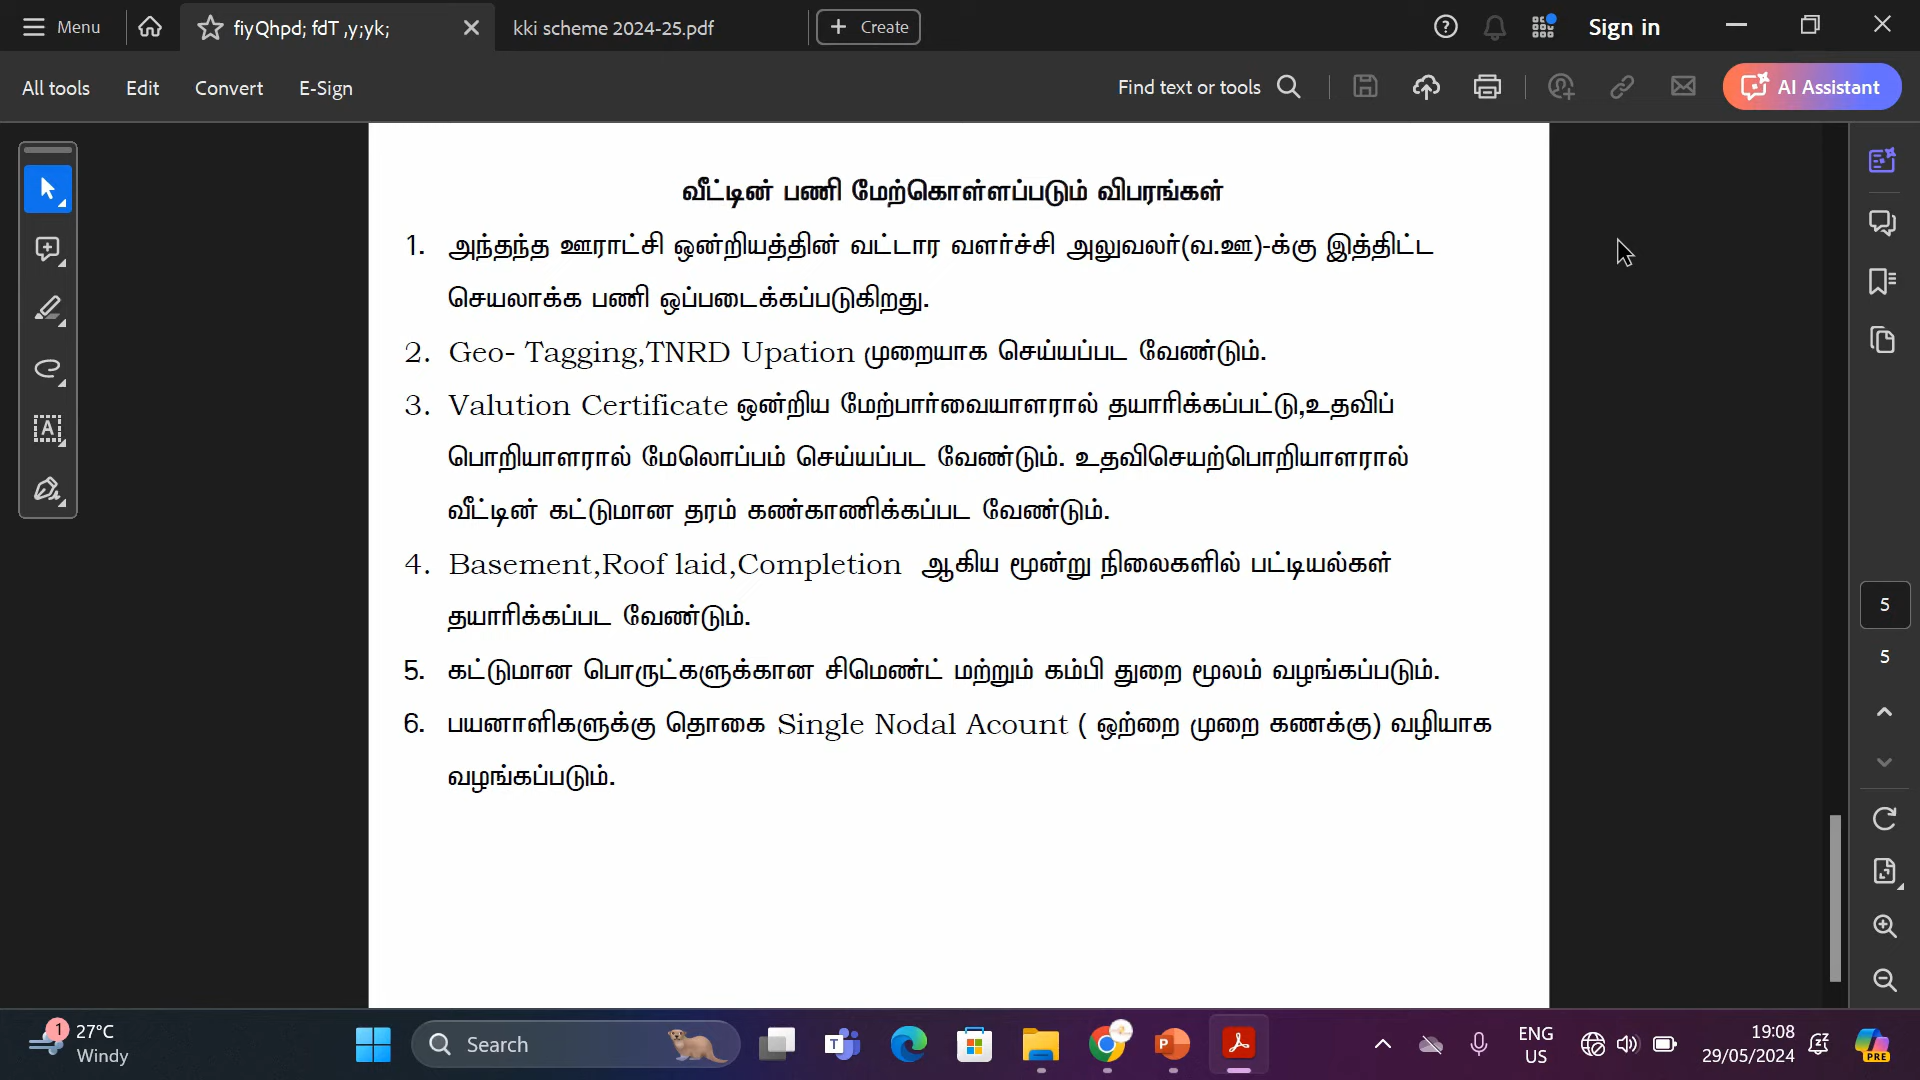 Menu
fiyQhpd; fdT ,y;yk;
kki scheme 2024-25.pdf
Create
Sign in
All tools
Edit
Convert
E-Sign
Find text or tools
AI Assistant
வீட்டின் பணி மேற்கொள்ளப்படும் விபரங்கள்
1. அந்தந்த ஊராட்சி ஒன்றியத்தின் வட்டார வளர்ச்சி அலுவலர்(வ.ஊ)-க்கு இத்திட்ட
செயலாக்க பணி ஒப்படைக்கப்படுகிறது.
2. Geo- Tagging,TNRD Upation முறையாக செய்யப்பட வேண்டும்.
3. Valution Certificate ஒன்றிய மேற்பார்வையாளரால் தயாரிக்கப்பட்டு,உதவிப்
பொறியாளரால் மேலொப்பம் செய்யப்பட வேண்டும். உதவிசெயற்பொறியாளரால்
வீட்டின் கட்டுமான தரம் கண்காணிக்கப்பட வேண்டும்.
4. Basement,Roof laid,Completion ஆகிய மூன்று நிலைகளில் பட்டியல்கள்
தயாரிக்கப்பட வேண்டும்.
5. கட்டுமான பொருட்களுக்கான சிமெண்ட் மற்றும் கம்பி துறை மூலம் வழங்கப்படும்.
6. பயனாளிகளுக்கு தொகை Single Nodal Acount ( ஒற்றை முறை கணக்கு) வழியாக
வழங்கப்படும்.
5
5
1
27°C
Windy
Search
ENG
US
19:08
29/05/2024
PRE